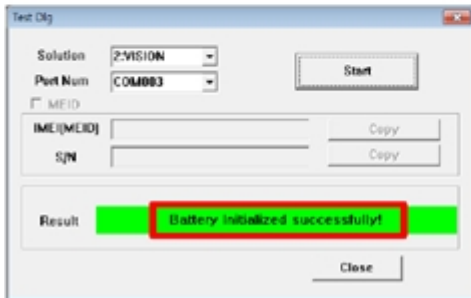 Test Dlg
Solution 2:VISION Start
Port Num COM003
MEID
IMEI(MEID) Copy
S/N Copy
Result Battery Initialized successfully!
Close